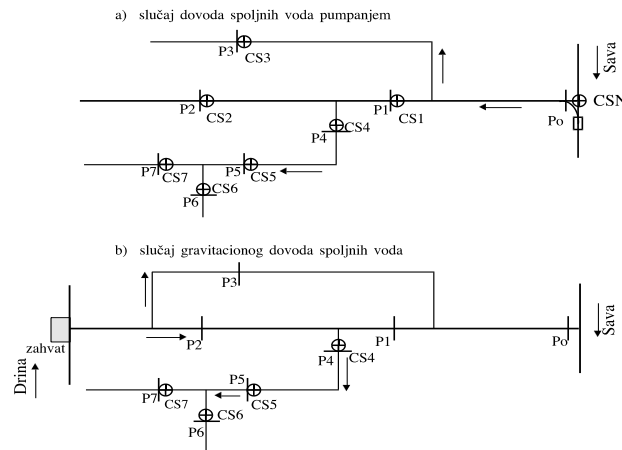 a) slučaj dovoda spoljnih voda pumpanjem
P3
CS3
Sava
CSN
P2
CS2
P1
CS1
Po
CS4
P4
P7
CS7
P5
CS5
CS6
P6
b) slučaj gravitacionog dovoda spoljnih voda
P3
Sava
zahvat
P2
P1
Po
P4
CS4
Drina
P7
CS7
P5
CS5
CS6
P6